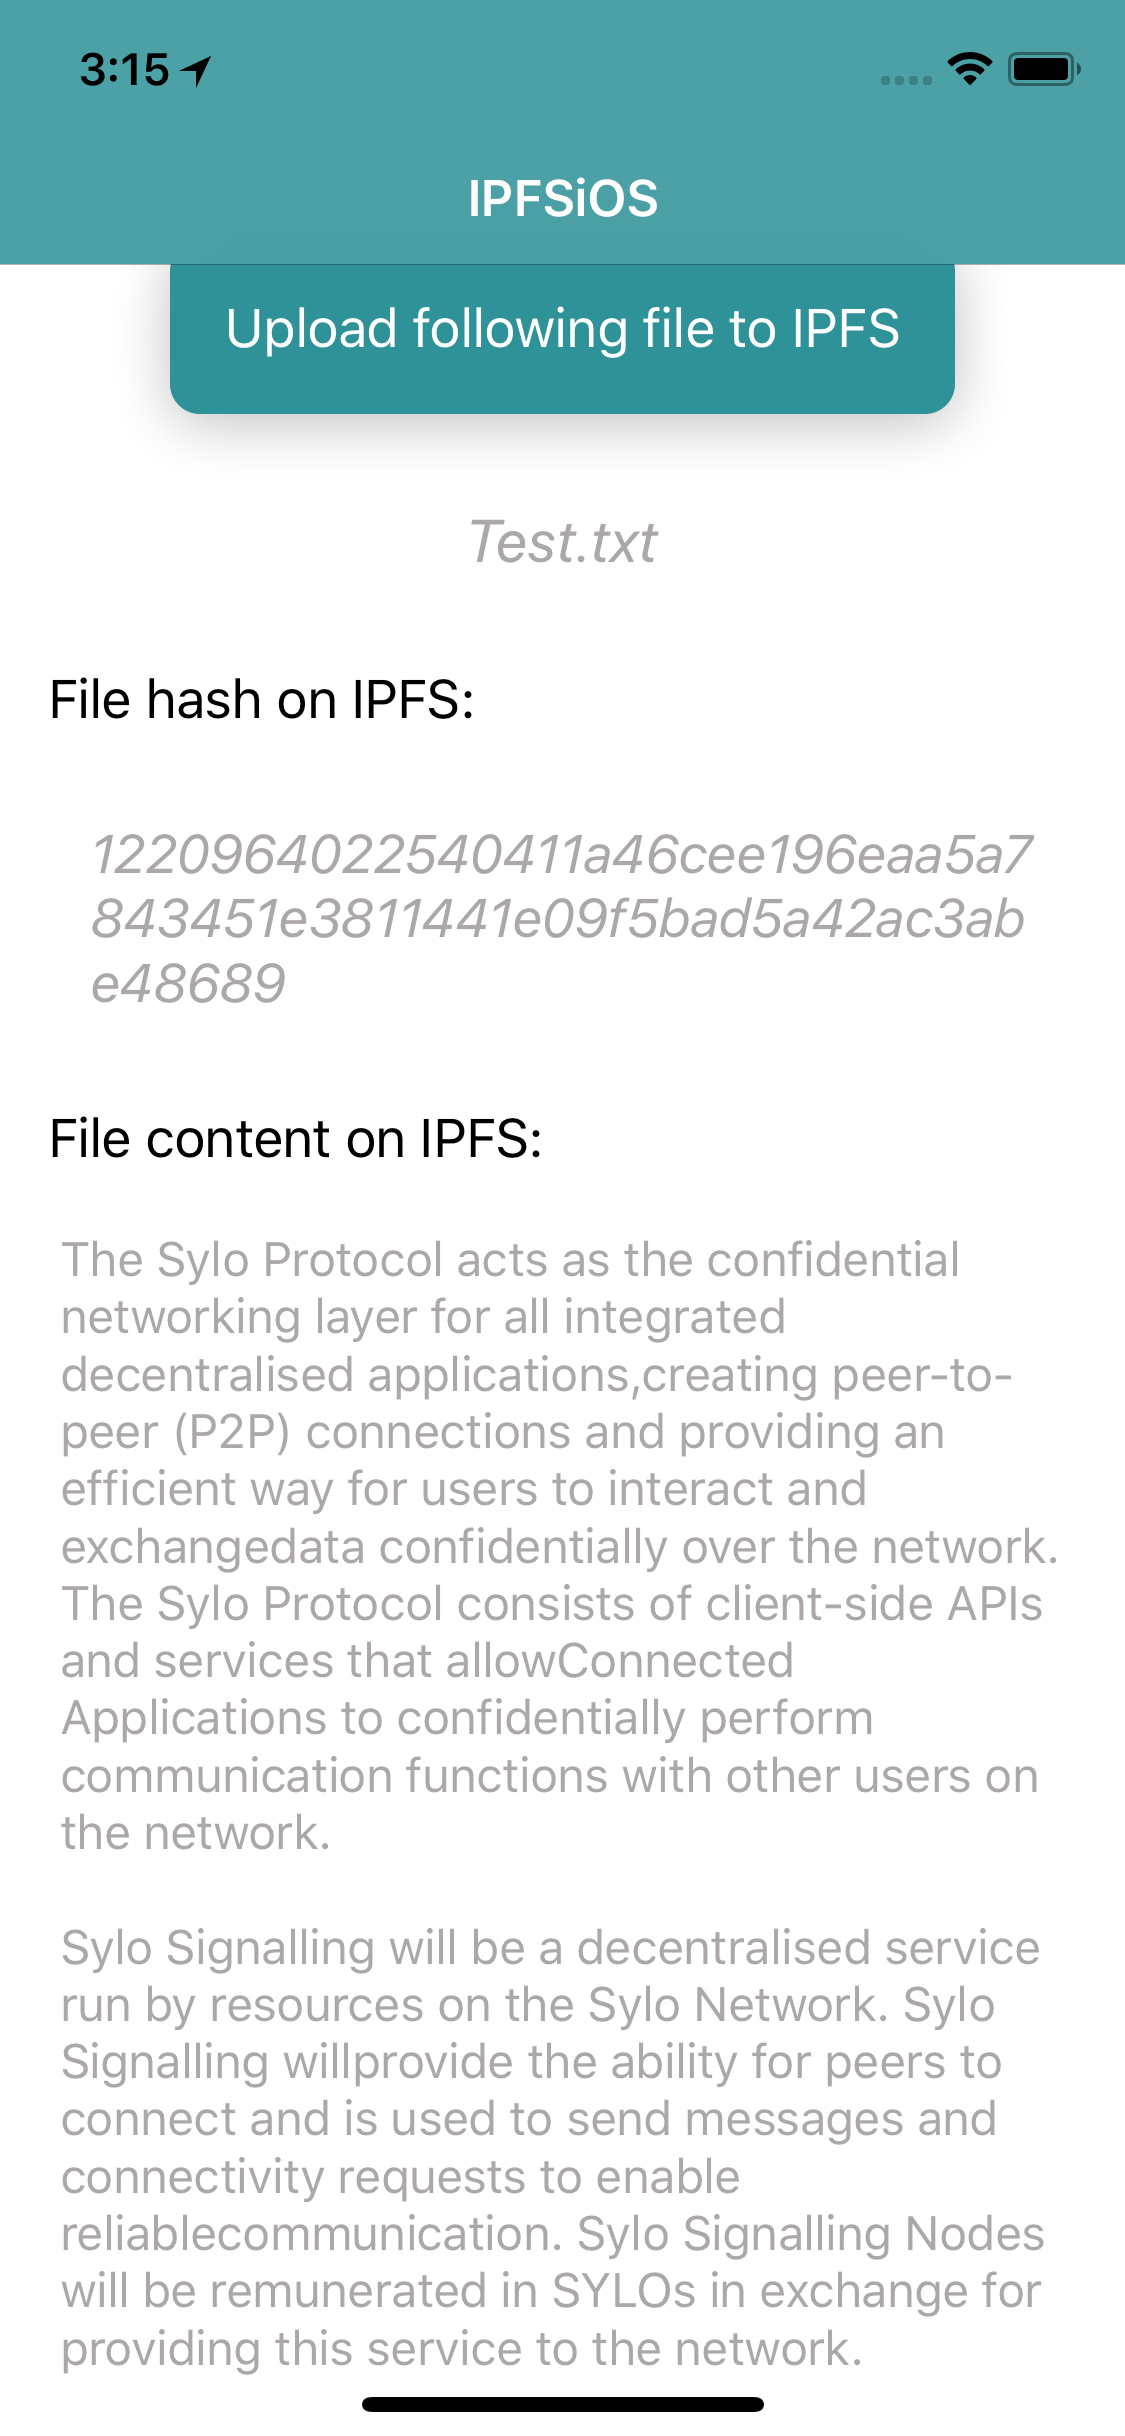 3:15
IPFSiOS
Upload following file to IPFS
Test.txt
File hash on IPFS:
1220964022540411a46cee196eaa5a7
843451e3811441e09f5bad5a42ac3ab
e48689
File content on IPFS:
The Sylo Protocol acts as the confidential
networking layer for all integrated
decentralised applications,creating peer-to-
peer (P2P) connections and providing an
efficient way for users to interact and
exchangedata confidentially over the network.
The Sylo Protocol consists of client-side APIs
and services that allowConnected
Applications to confidentially perform
communication functions with other users on
the network.
Sylo Signalling will be a decentralised service
run by resources on the Sylo Network. Sylo
Signalling willprovide the ability for peers to
connect and is used to send messages and
connectivity requests to enable
reliablecommunication. Sylo Signalling Nodes
will be remunerated in SYLOs in exchange for
providing this service to the network.